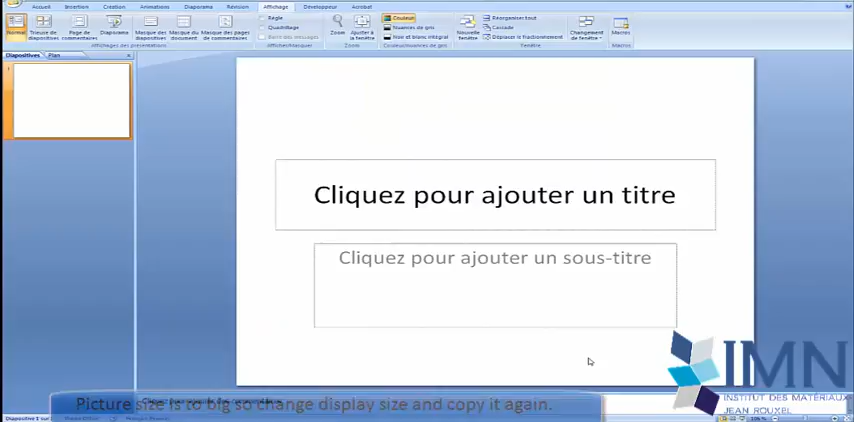 Accueil Insertion Création Animations Diaporama Révision Affichage Développeur Acrobat
Normal Trieuse de diapositives Page de commentaires Diaporama Masque des diapositives Masque du document Masque des pages de commentaires
Règle
Quadrillage
Zoom Ajuster à la fenêtre
Couleur
Nuances de gris
Noir et blanc intégral
Nouvelle fenêtre
Réorganiser tout
Cascade
Déplacer le fractionnement
Changement de fenêtre
Macros
Affichages des présentations Afficher/Masquer Zoom Couleur/nuances de gris Fenêtre Macros
Diapositives Plan
Cliquez pour ajouter un titre
Cliquez pour ajouter un sous-titre
Picture size is to big so change display size and copy it again.
IMN
INSTITUT DES MATÉRIAUX
JEAN ROUXEL